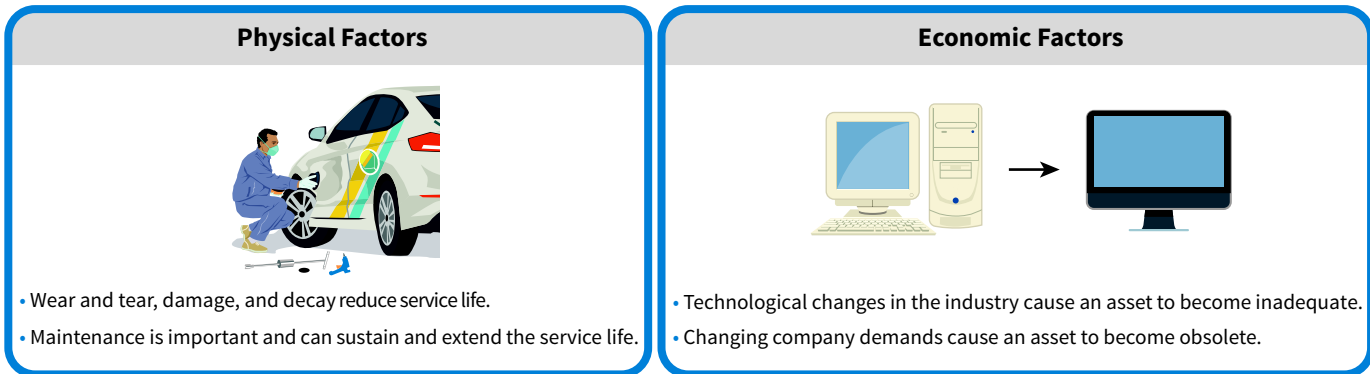 Physical Factors
• Wear and tear, damage, and decay reduce service life.
• Maintenance is important and can sustain and extend the service life.
Economic Factors
• Technological changes in the industry cause an asset to become inadequate.
• Changing company demands cause an asset to become obsolete.